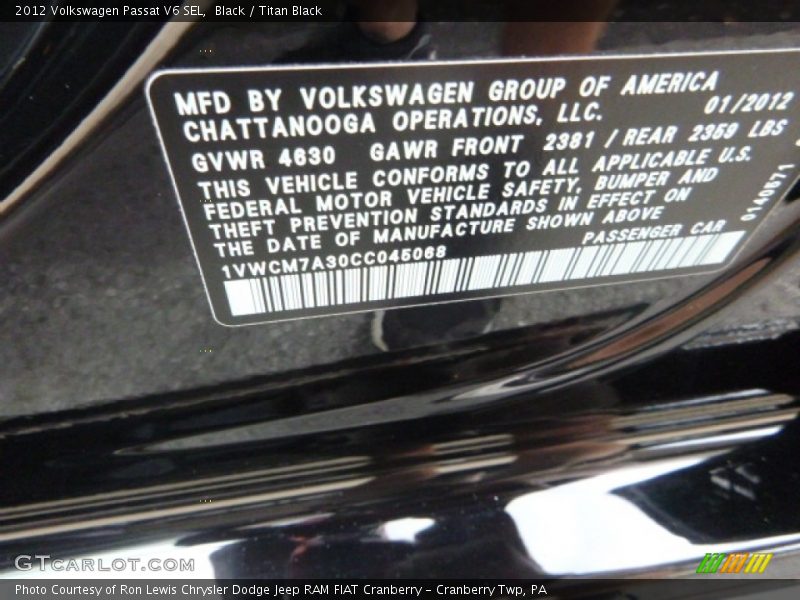 2012 Volkswagen Passat V6 SEL, Black / Titan Black
MFD BY VOLKSWAGEN GROUP OF AMERICA
CHATTANOOGA OPERATIONS, LLC. 01/2012
GVWR 4630 GAWR FRONT 2381 / REAR 2359 LBS
THIS VEHICLE CONFORMS TO ALL APPLICABLE U.S.
FEDERAL MOTOR VEHICLE SAFETY, BUMPER AND
THEFT PREVENTION STANDARDS IN EFFECT ON
THE DATE OF MANUFACTURE SHOWN ABOVE
PASSENGER CAR
1VWCM7A30CC045068
GTCARLOT.COM
Photo Courtesy of Ron Lewis Chrysler Dodge Jeep RAM FIAT Cranberry – Cranberry Twp, PA